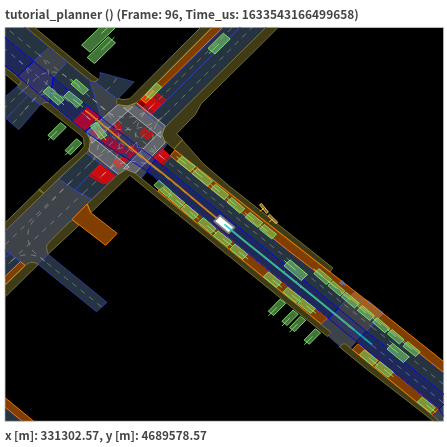 tutorial_planner () (Frame: 96, Time_us: 1633543166499658)
x [m]: 331302.57, y [m]: 4689578.57